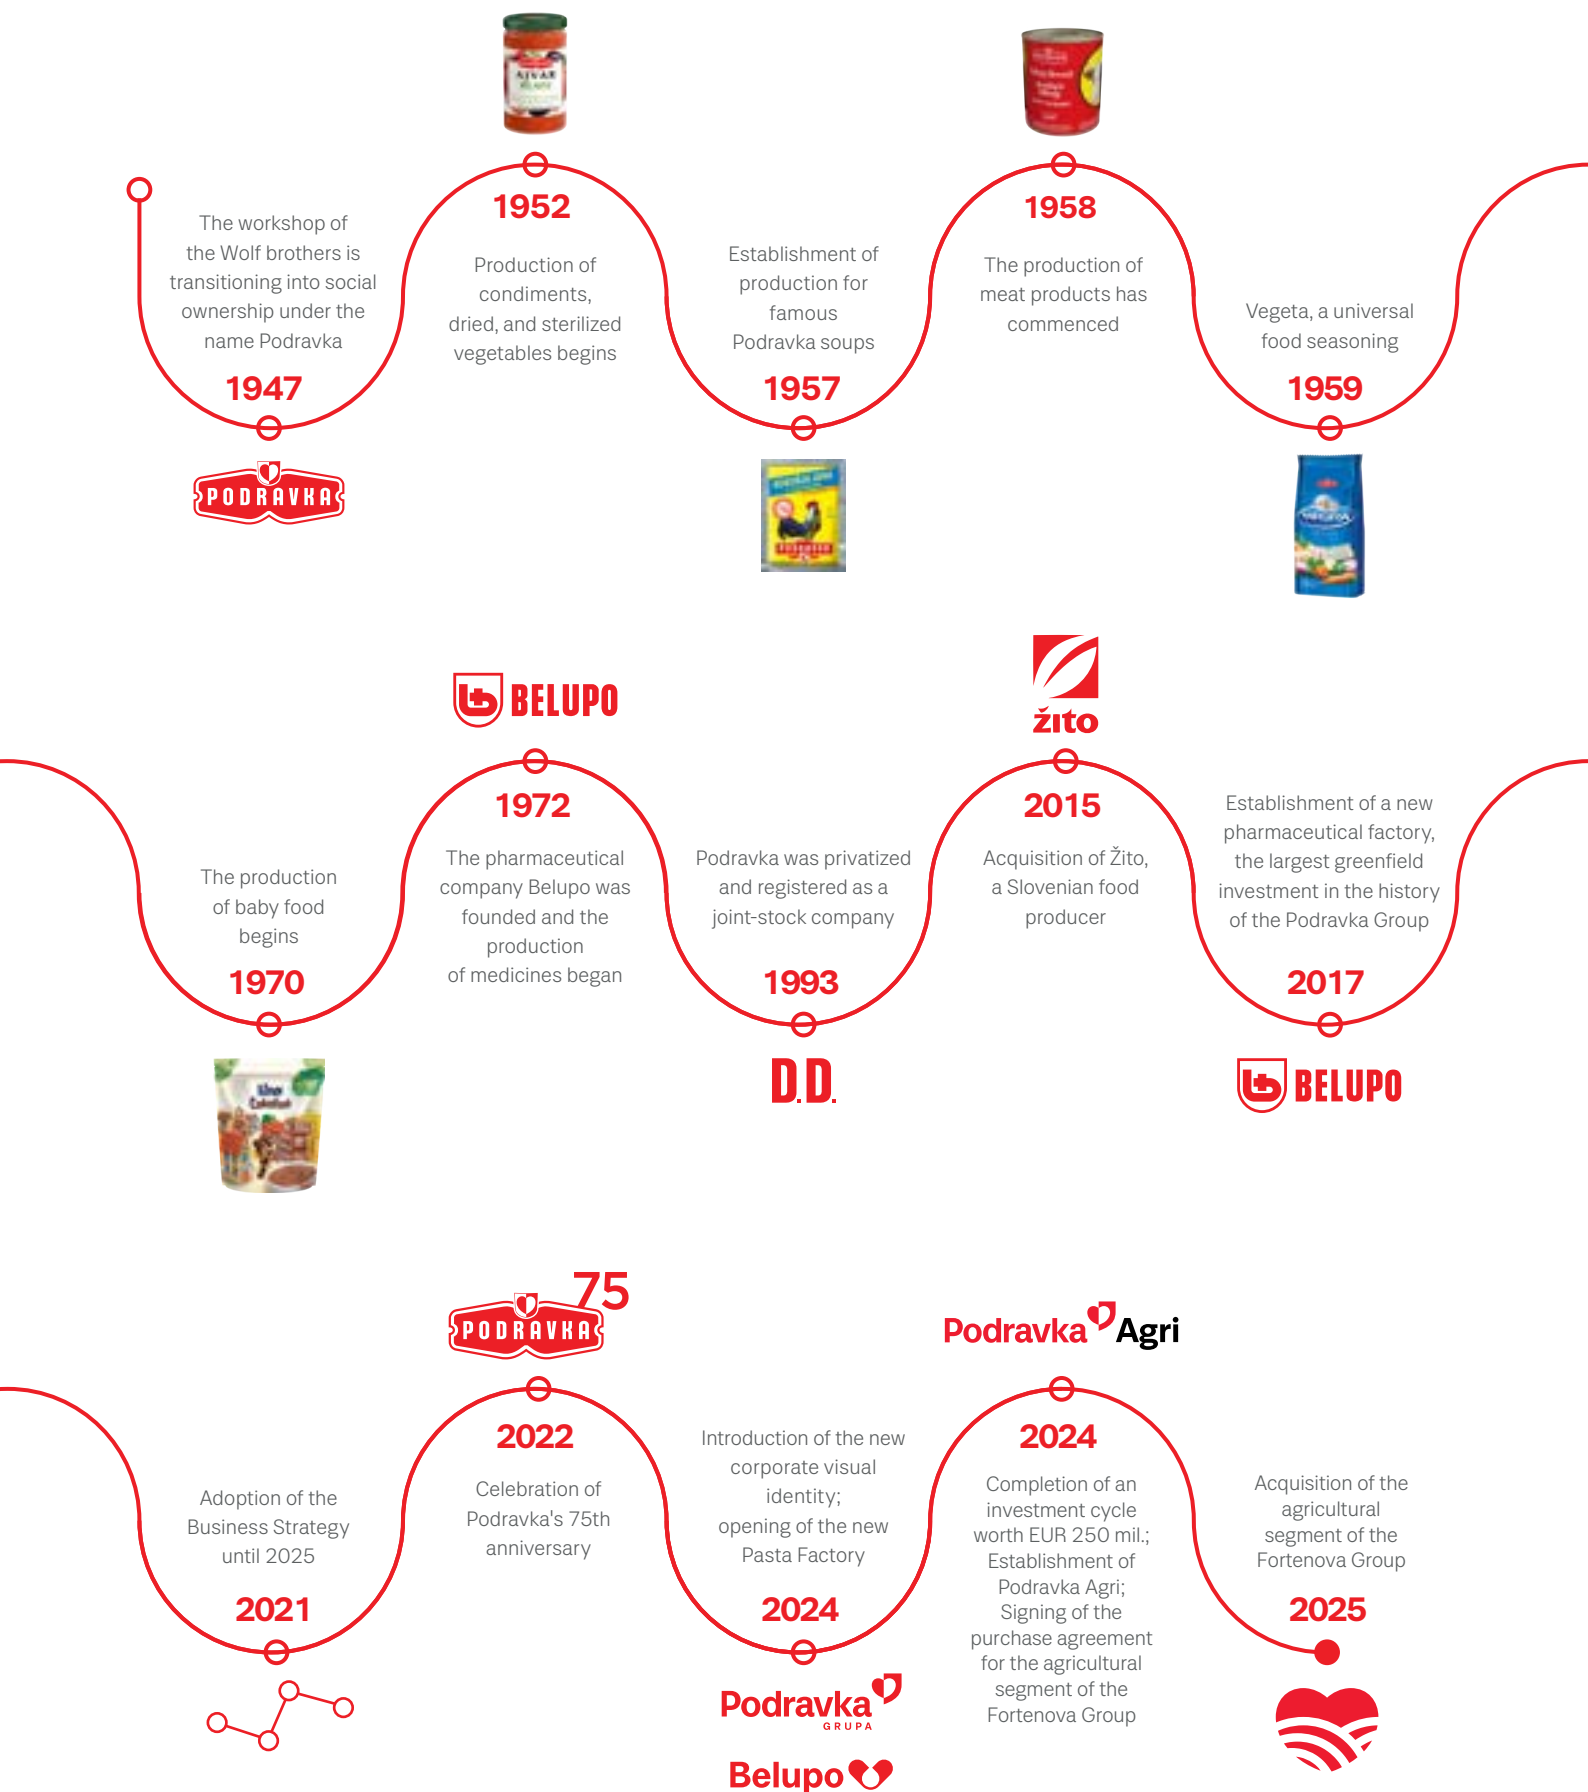 AJVAR
1952
1958
The workshop of
the Wolf brothers is
transitioning into social
ownership under the
name Podravka
1947
PODRAVKA
Production of
condiments,
dried, and sterilized
vegetables begins
Establishment of
production for
famous
Podravka soups
1957
PODRAVKA
The production of
meat products has
commenced
Vegeta, a universal
food seasoning
1959
VEGETA
BELUPO
žito
1972
2015
The production
of baby food
begins
1970
Lino
Čokolino
The pharmaceutical
company Belupo was
founded and the
production
of medicines began
Podravka was privatized
and registered as a
joint-stock company
1993
D.D.
Acquisition of Žito,
a Slovenian food
producer
Establishment of a new
pharmaceutical factory,
the largest greenfield
investment in the history
of the Podravka Group
2017
BELUPO
75
PODRAVKA
Podravka Agri
2022
2024
Adoption of the
Business Strategy
until 2025
2021
Celebration of
Podravka's 75th
anniversary
Introduction of the new
corporate visual
identity;
opening of the new
Pasta Factory
2024
Podravka
GRUPA
Belupo
Completion of an
investment cycle
worth EUR 250 mil.;
Establishment of
Podravka Agri;
Signing of the
purchase agreement
for the agricultural
segment of the
Fortenova Group
Acquisition of the
agricultural
segment of the
Fortenova Group
2025